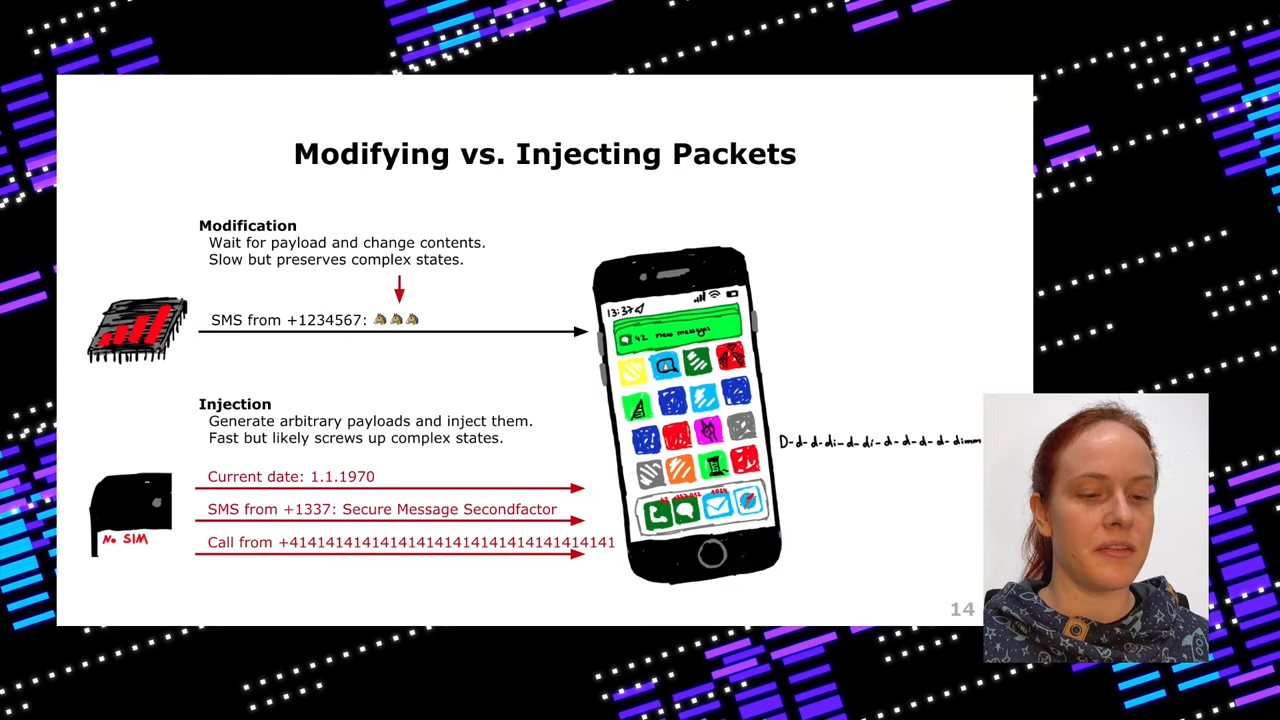 Modifying vs. Injecting Packets
Modification
Wait for payload and change contents.
Slow but preserves complex states.
SMS from +1234567: 🐴🐴🐴
13:37
42 new messages
Injection
Generate arbitrary payloads and inject them.
Fast but likely screws up complex states.
Current date: 1.1.1970
SMS from +1337: Secure Message Secondfactor
Call from +4141414141414141414141414141414141
No SIM
D-d-d-di-d-di-d-d-d-d-dimm
14